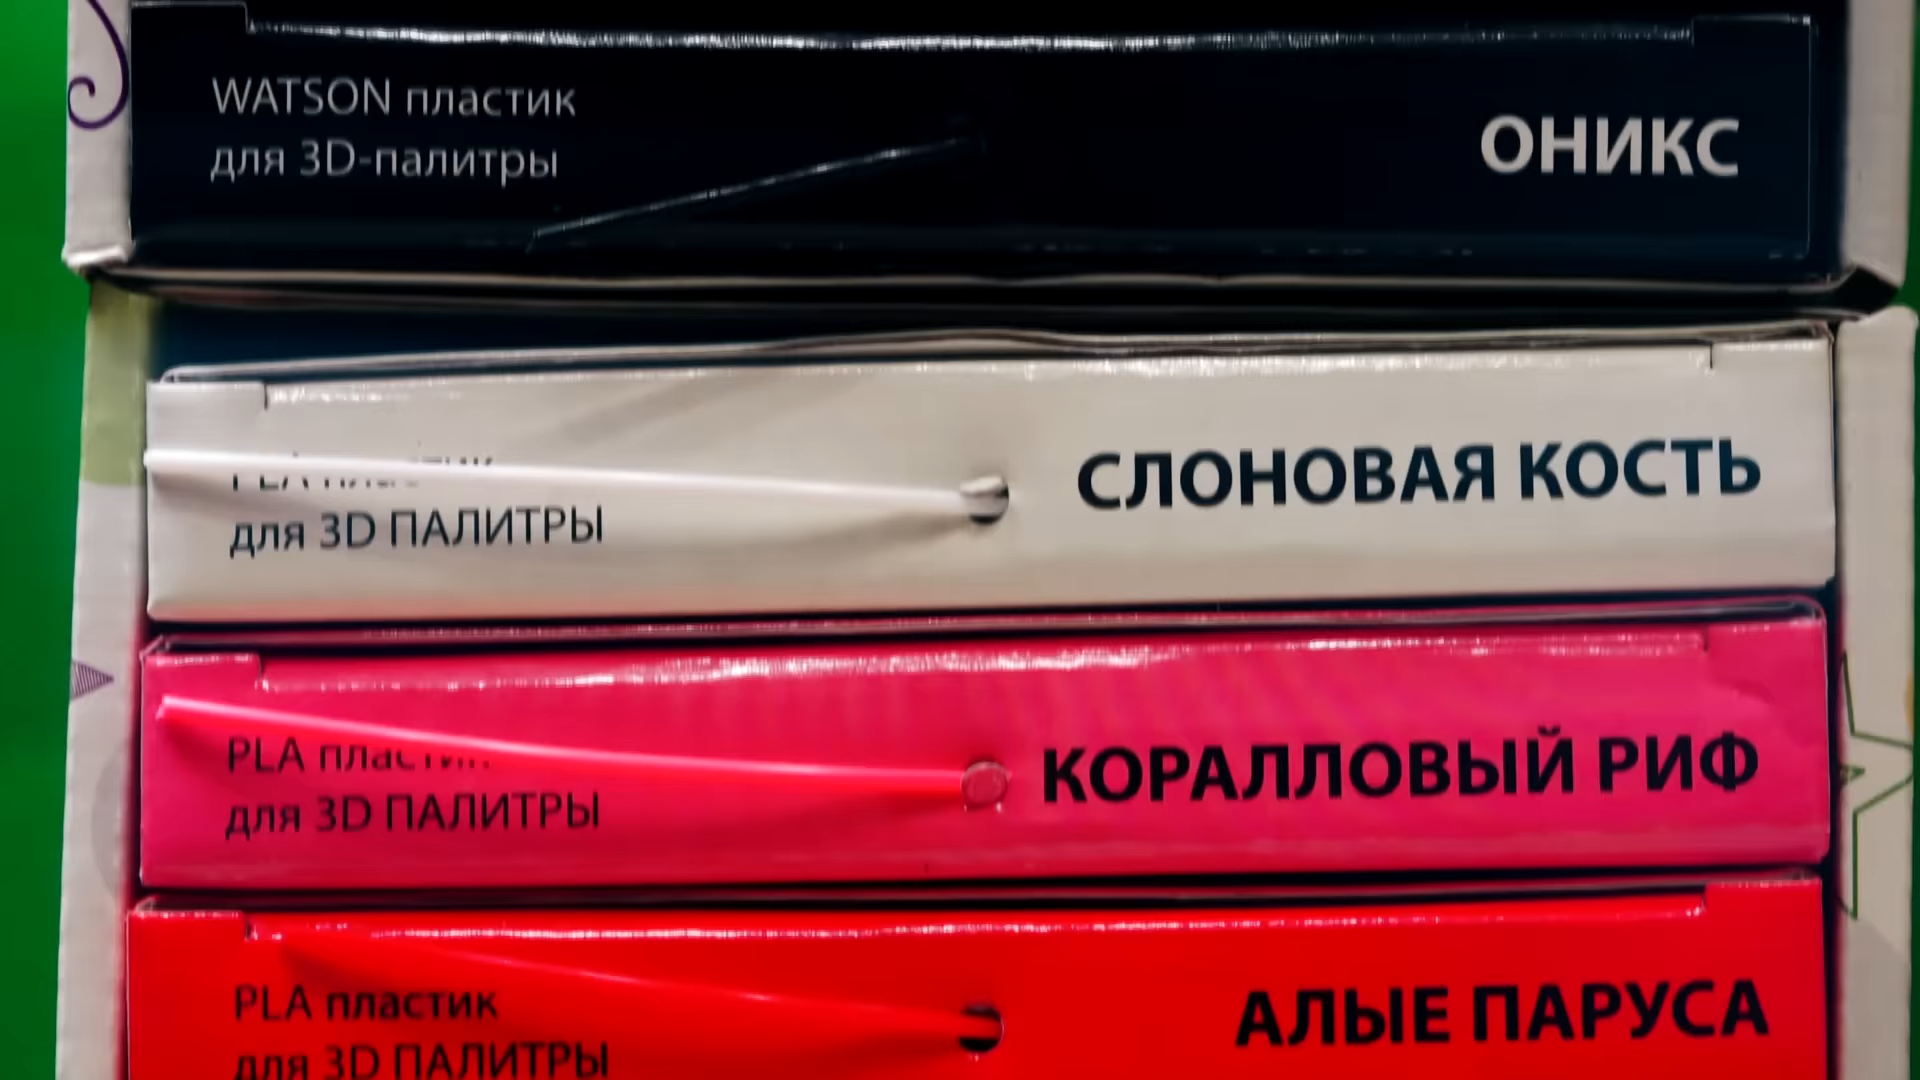 WATSON пластик
для 3D-палитры
ОНИКС
для 3D ПАЛИТРЫ
СЛОНОВАЯ КОСТЬ
PLA пластик
для 3D ПАЛИТРЫ
КОРАЛЛОВЫЙ РИФ
PLA пластик
для 3D ПАЛИТРЫ
АЛЫЕ ПАРУСА